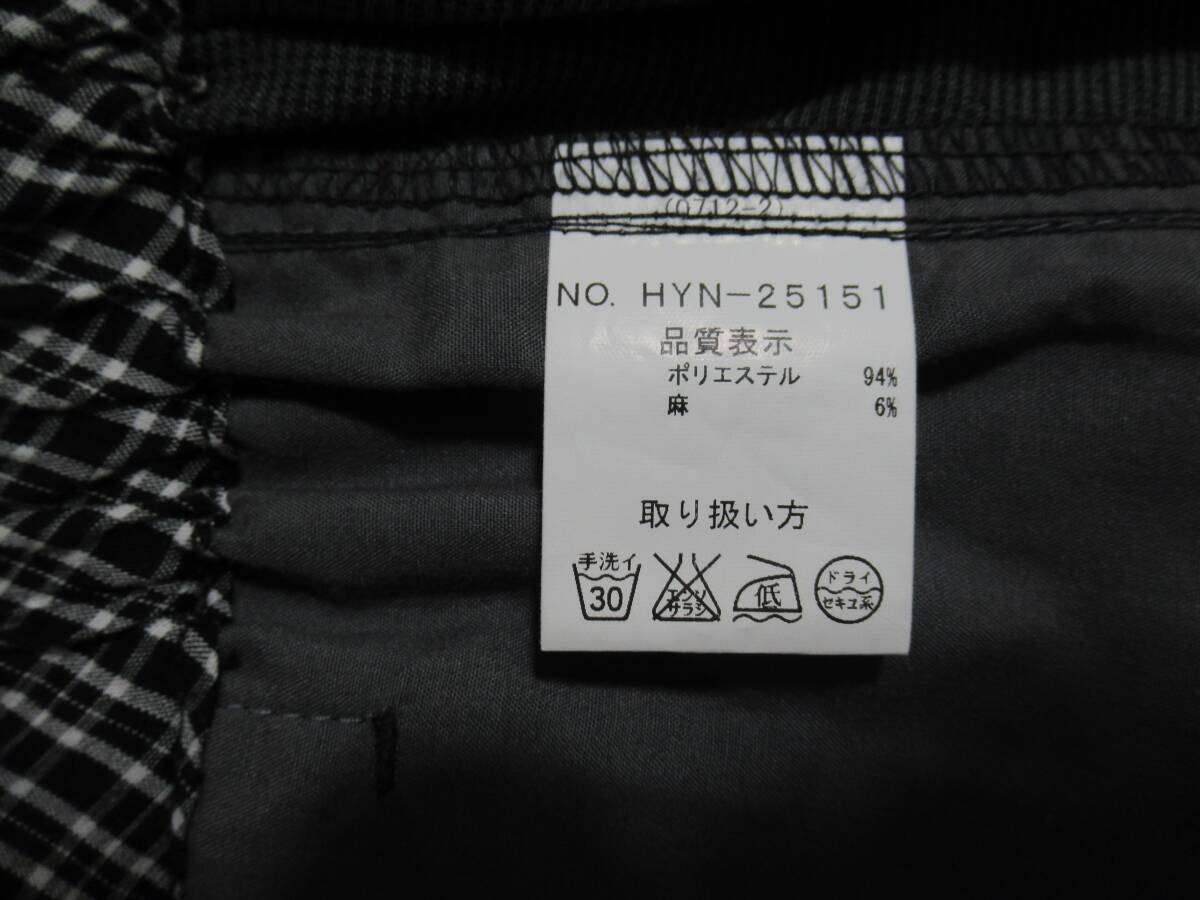 (0712-2)
NO. HYN-25151
品質表示
ポリエステル 94%
麻 6%
取り扱い方
手洗イ
30
エンソ
サラシ
低
ドライ
セキユ系